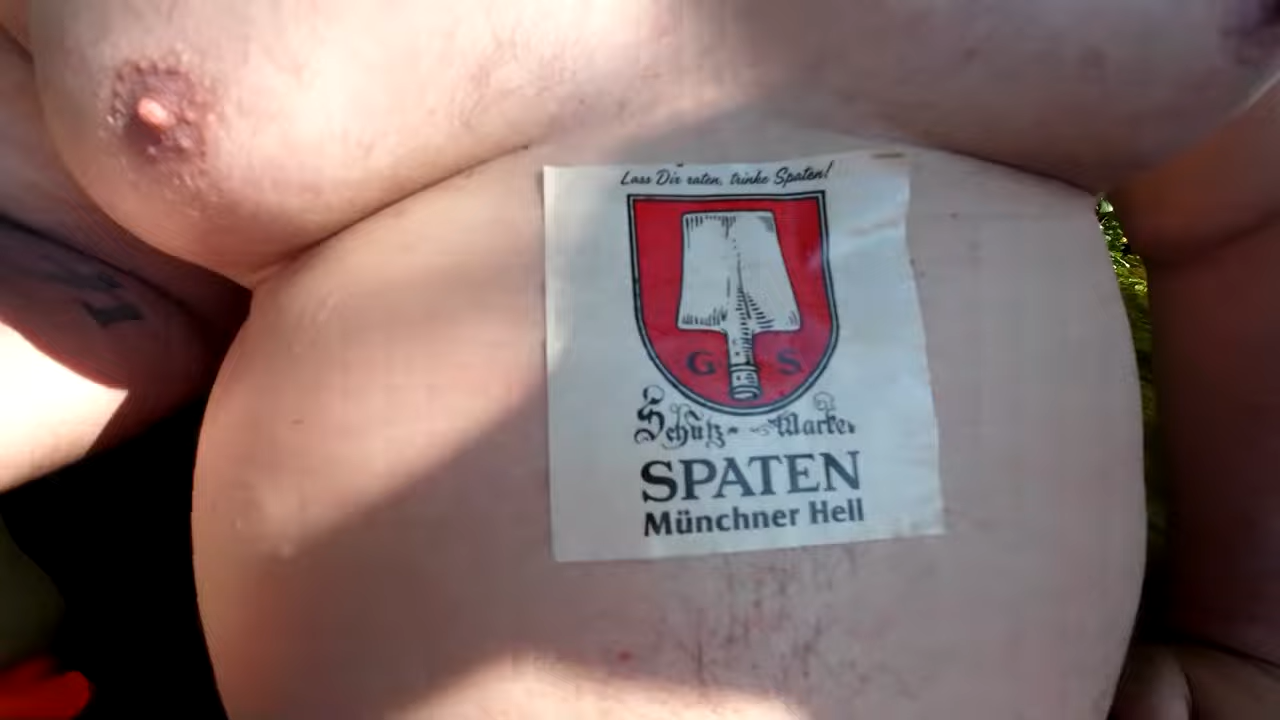 Lass Dir raten, trinke Spaten!
G S
Schutz-Marke.
SPATEN
Münchner Hell